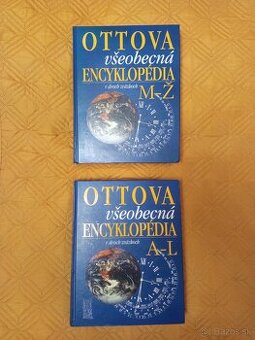 OTTOVA
všeobecná
ENCYKLOPÉDIA
v dvoch zväzkoch
M-Ž
OTTOVA
všeobecná
ENCYKLOPÉDIA
v dvoch zväzkoch
A-L